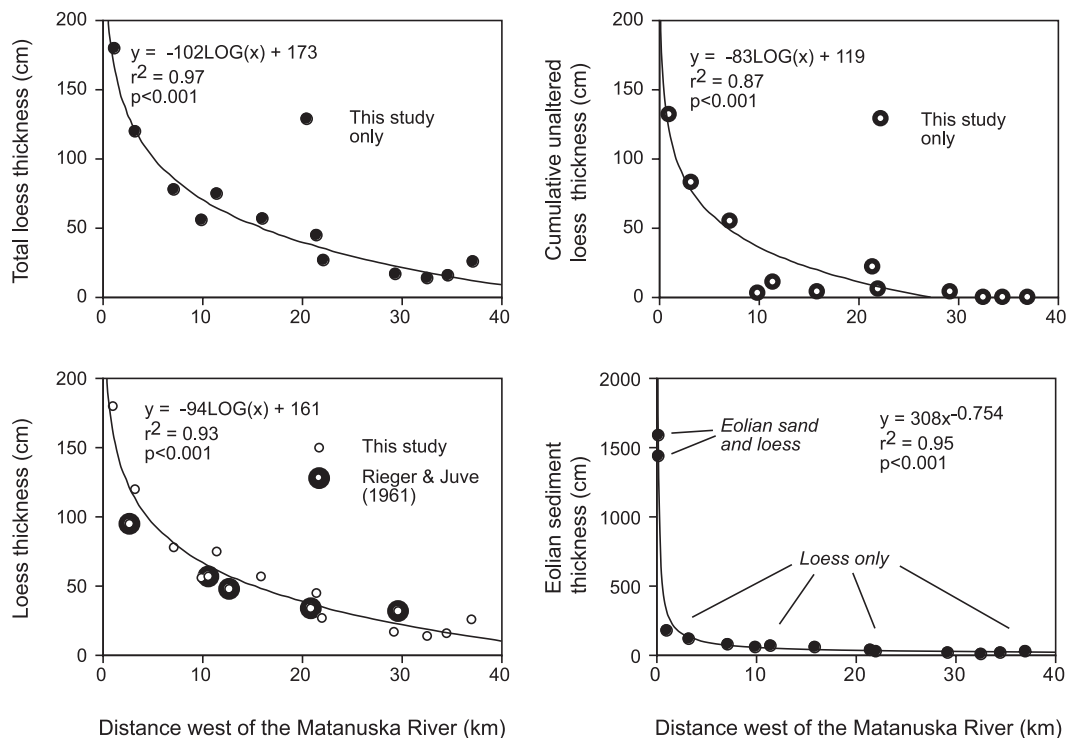 200
150
100
50
0
Total loess thickness (cm)
y = -102LOG(x) + 173
r2 = 0.97
p<0.001
This study
only
0
10
20
30
40
200
150
100
50
0
Cumulative unaltered
loess thickness (cm)
y = -83LOG(x) + 119
r2 = 0.87
p<0.001
This study
only
0
10
20
30
40
200
150
100
50
0
Loess thickness (cm)
y = -94LOG(x) + 161
r2 = 0.93
p<0.001
This study
Rieger & Juve
(1961)
0
10
20
30
40
Distance west of the Matanuska River (km)
2000
1500
1000
500
0
Eolian sediment
thickness (cm)
Eolian sand
and loess
y = 308x-0.754
r2 = 0.95
p<0.001
Loess only
0
10
20
30
40
Distance west of the Matanuska River (km)